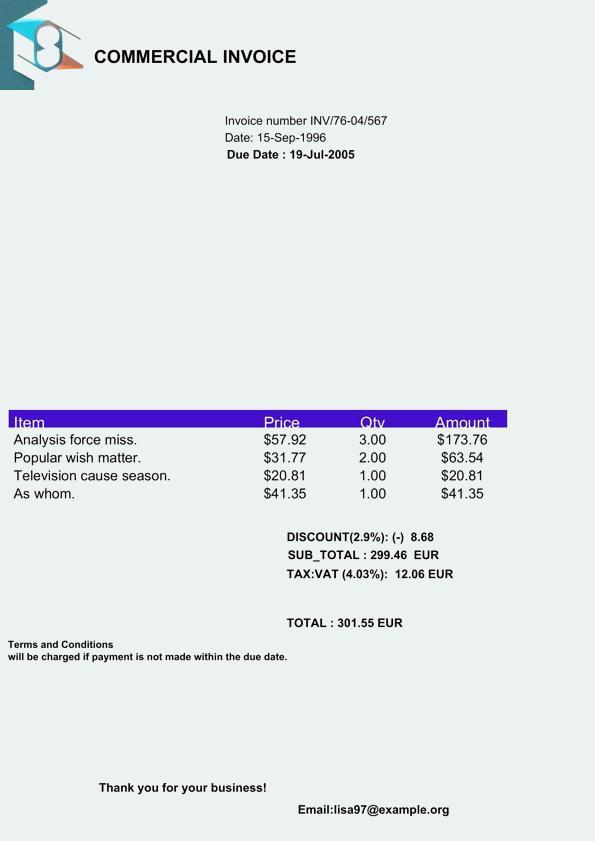 COMMERCIAL INVOICE
Invoice number INV/76-04/567
Date: 15-Sep-1996
Due Date : 19-Jul-2005
Item Price Qty Amount
Analysis force miss. $57.92 3.00 $173.76
Popular wish matter. $31.77 2.00 $63.54
Television cause season. $20.81 1.00 $20.81
As whom. $41.35 1.00 $41.35
DISCOUNT(2.9%): (-) 8.68
SUB_TOTAL : 299.46 EUR
TAX:VAT (4.03%): 12.06 EUR
TOTAL : 301.55 EUR
Terms and Conditions
will be charged if payment is not made within the due date.
Thank you for your business!
Email:lisa97@example.org